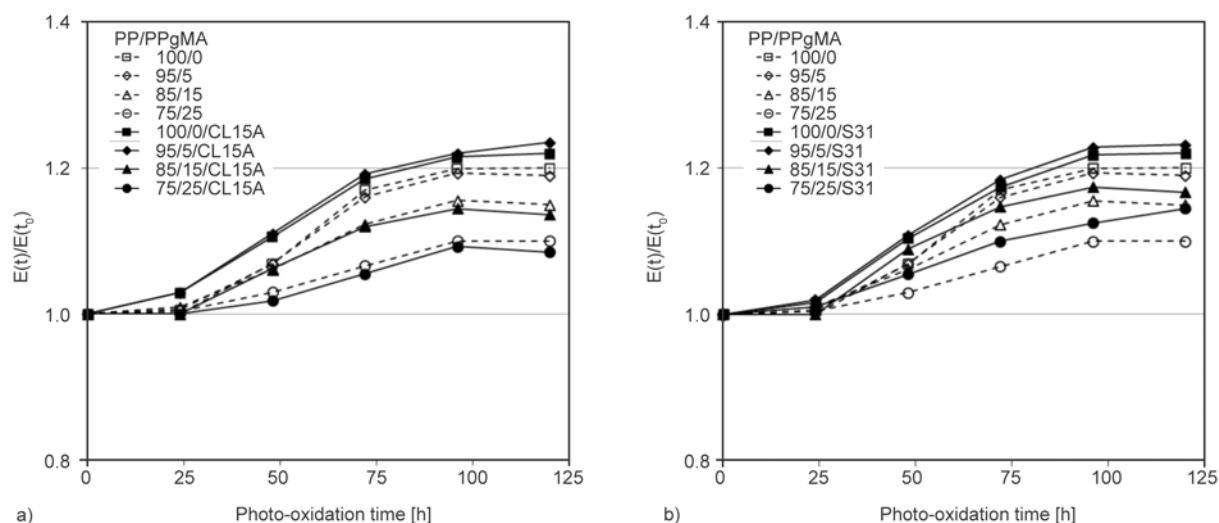 1.4
PP/PPgMA
100/0
95/5
85/15
75/25
100/0/CL15A
95/5/CL15A
85/15/CL15A
75/25/CL15A
1.2
1.0
0.8
E(t)/E(t₀)
0 25 50 75 100 125
a) Photo-oxidation time [h]
1.4
PP/PPgMA
100/0
95/5
85/15
75/25
100/0/S31
95/5/S31
85/15/S31
75/25/S31
1.2
1.0
0.8
E(t)/E(t₀)
0 25 50 75 100 125
b) Photo-oxidation time [h]